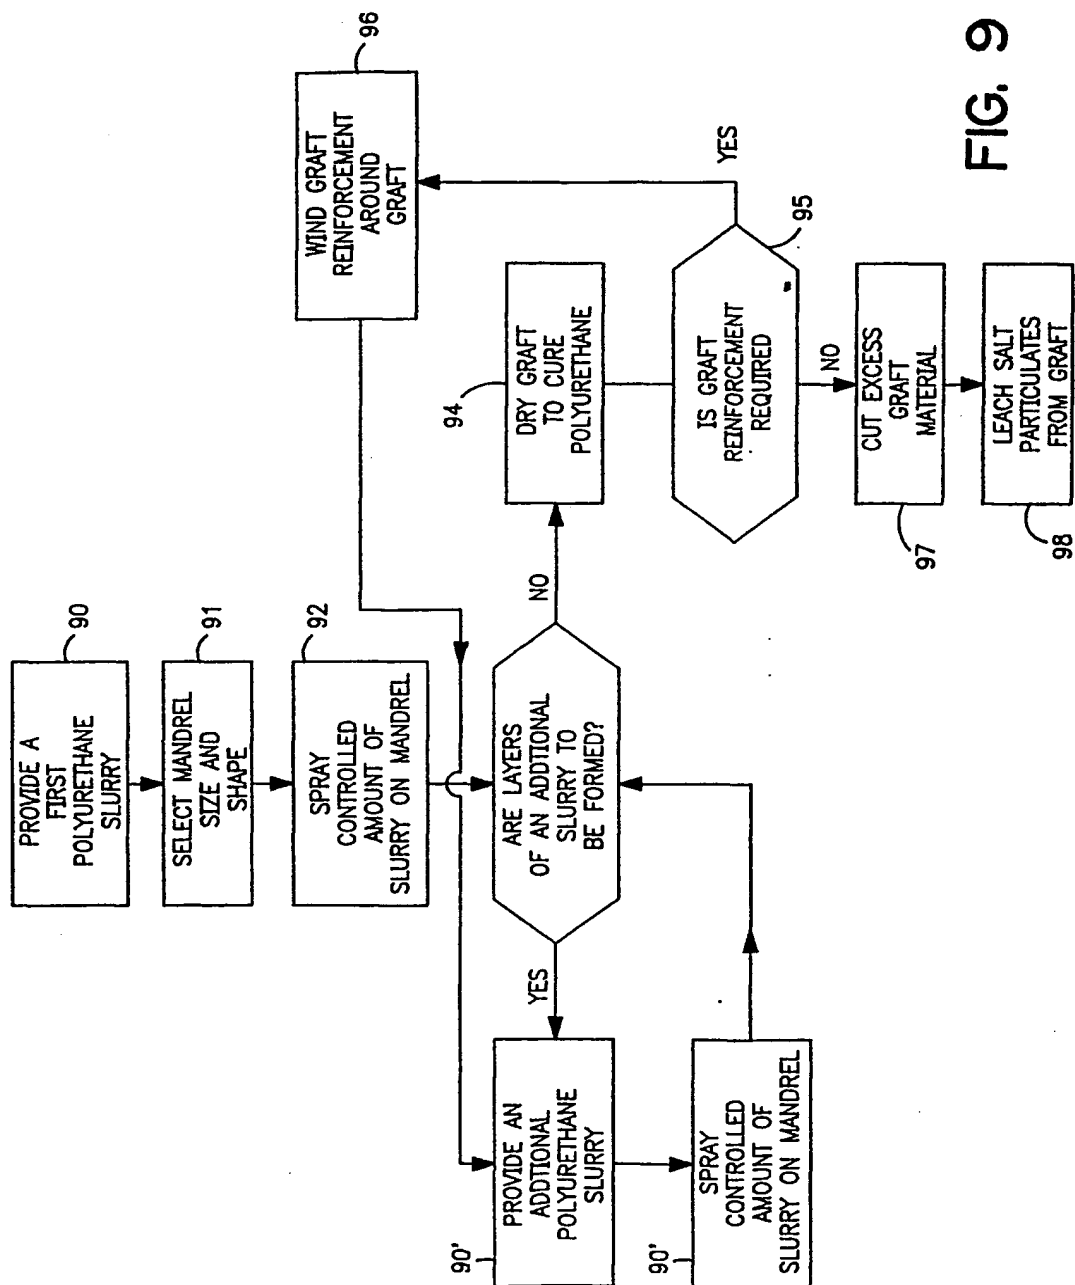 90
PROVIDE A
FIRST
POLYURETHANE
SLURRY
91
SELECT MANDREL
SIZE AND
SHAPE
92
SPRAY
CONTROLLED
AMOUNT OF
SLURRY ON MANDREL
ARE LAYERS
OF AN ADDTIONAL
SLURRY TO
BE FORMED?
YES
NO
90'
PROVIDE AN
ADDTIONAL
POLYURETHANE
SLURRY
90'
SPRAY
CONTROLLED
AMOUNT OF
SLURRY ON MANDREL
94
DRY GRAFT
TO CURE
POLYURETHANE
95
IS GRAFT
REINFORCEMENT
REQUIRED
YES
NO
96
WIND GRAFT
REINFORCEMENT
AROUND
GRAFT
97
CUT EXCESS
GRAFT
MATERIAL
98
LEACH SALT
PARTICULATES
FROM GRAFT
FIG. 9